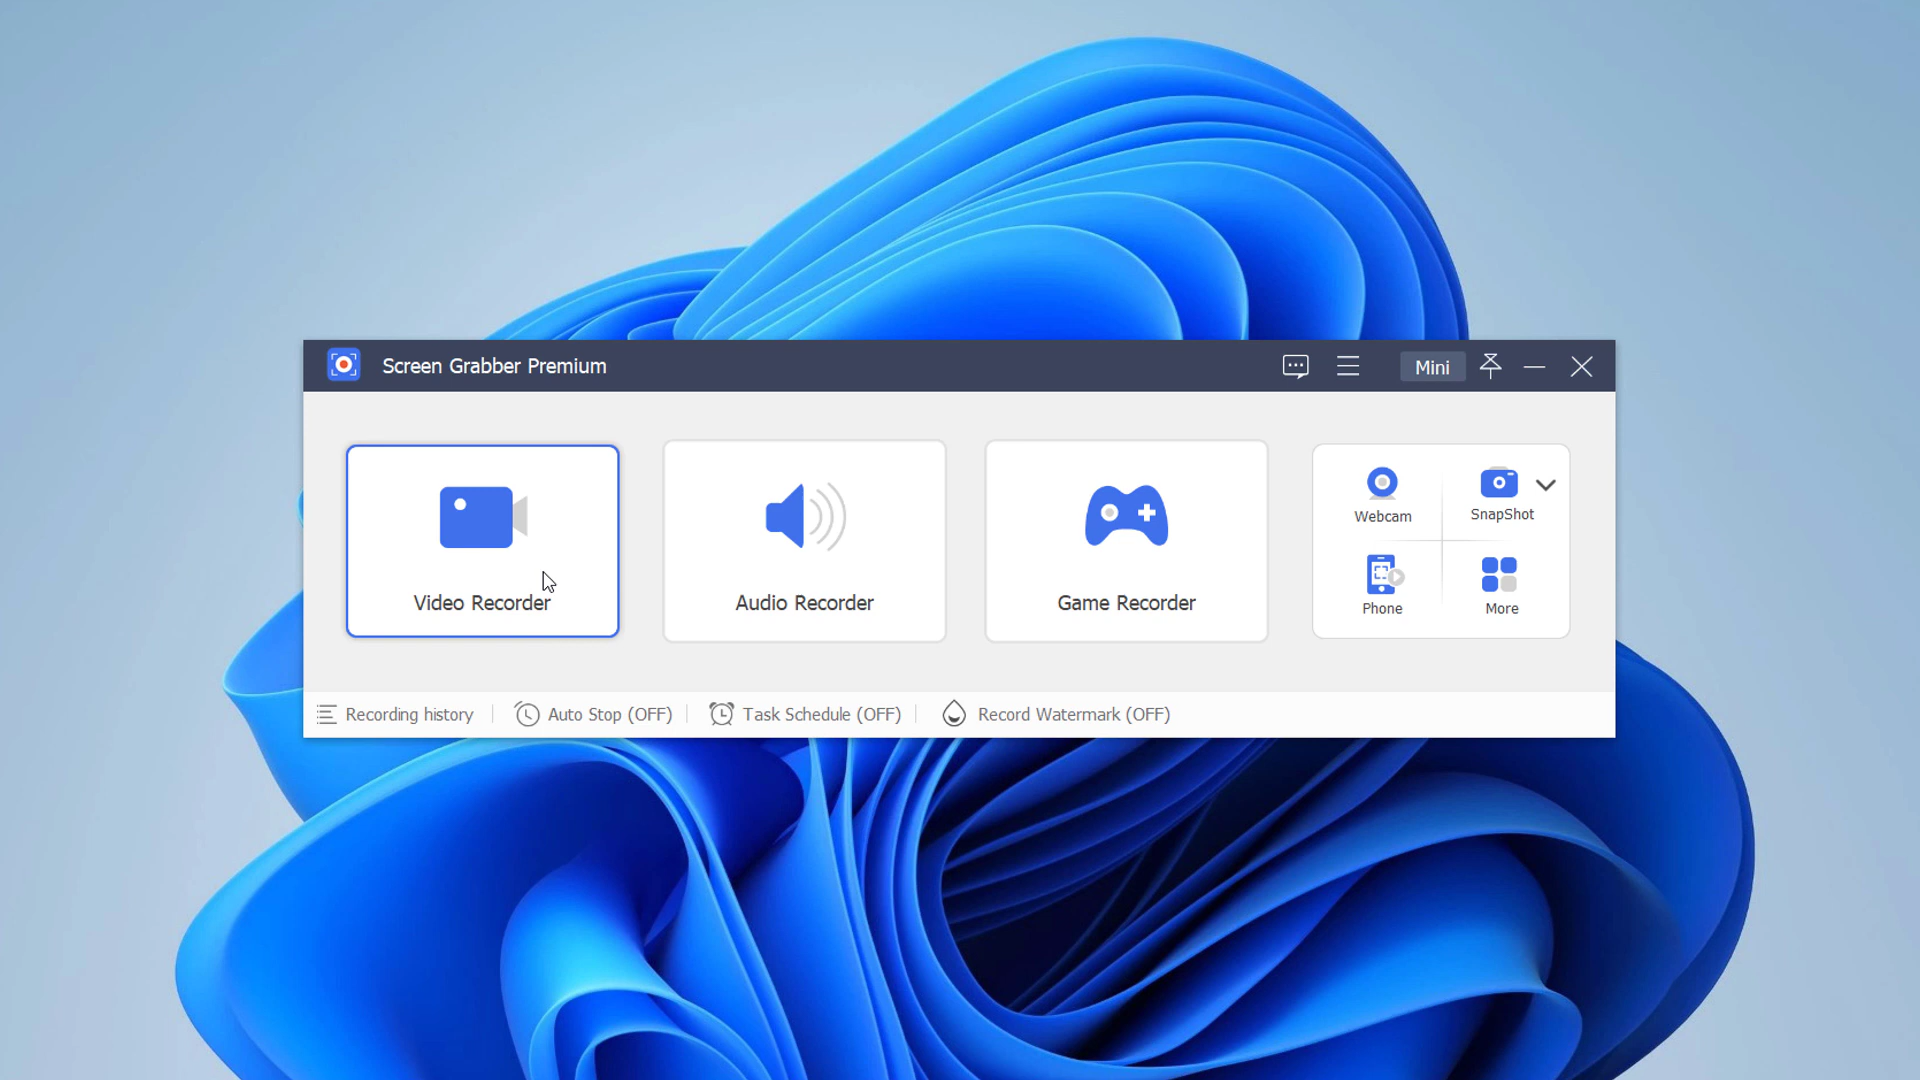 Screen Grabber Premium
Mini
Video Recorder
Audio Recorder
Game Recorder
Webcam
SnapShot
Phone
More
Recording history
Auto Stop (OFF)
Task Schedule (OFF)
Record Watermark (OFF)